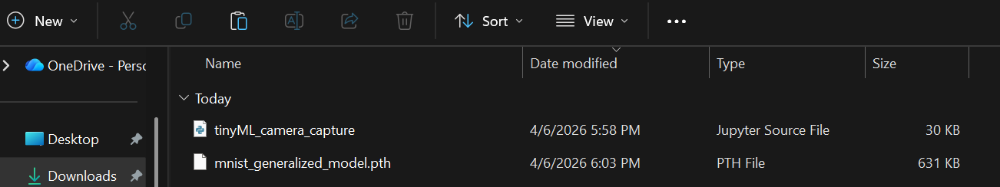 New Sort View
OneDrive - Perso
Name Date modified Type Size
Today
tinyML_camera_capture 4/6/2026 5:58 PM Jupyter Source File 30 KB
Desktop
mnist_generalized_model.pth 4/6/2026 6:03 PM PTH File 631 KB
Downloads